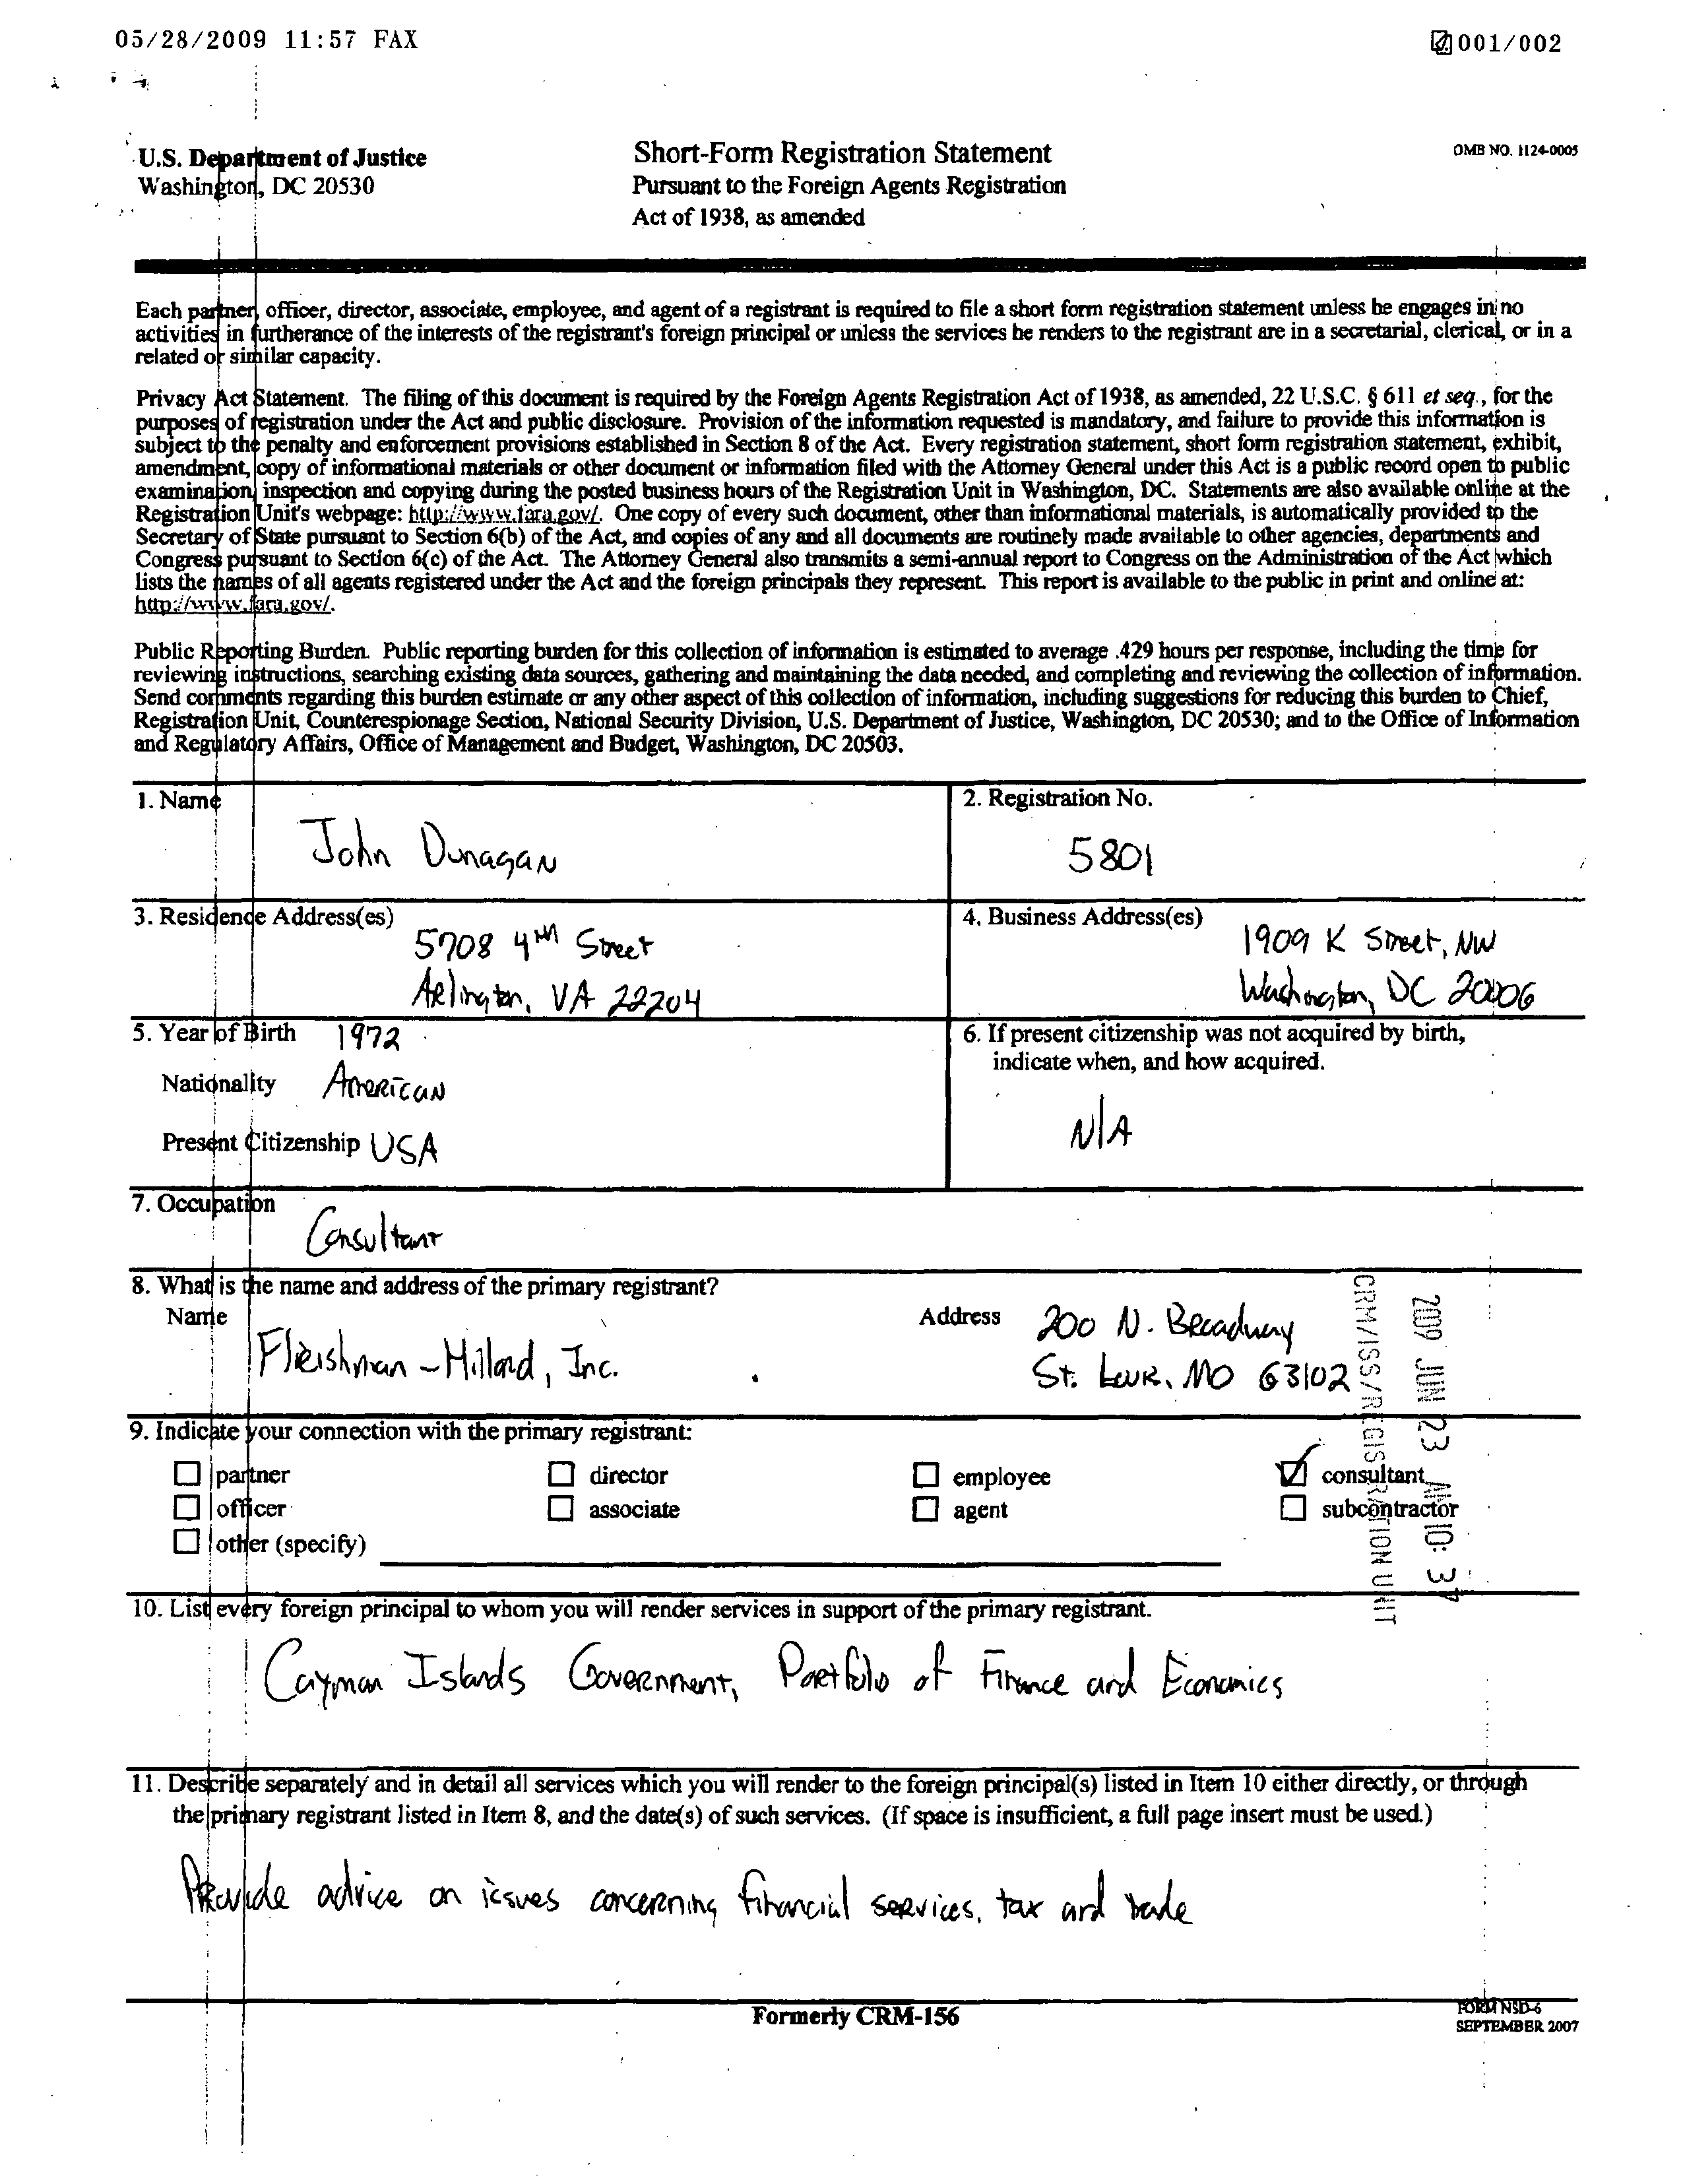 05/28/2009 11:57 FAX
001/002
U.S. Department of Justice
Washington, DC 20530
Short-Form Registration Statement
Pursuant to the Foreign Agents Registration
Act of 1938, as amended
OMB NO. 1124-0005
Each partner, officer, director, associate, employee, and agent of a registrant is required to file a short form registration statement unless he engages in no
activities in furtherance of the interests of the registrant's foreign principal or unless the services he renders to the registrant are in a secretarial, clerical, or in a
related or similar capacity.
Privacy Act Statement. The filing of this document is required by the Foreign Agents Registration Act of 1938, as amended, 22 U.S.C. § 611 et seq., for the
purposes of registration under the Act and public disclosure. Provision of the information requested is mandatory, and failure to provide this information is
subject to the penalty and enforcement provisions established in Section 8 of the Act. Every registration statement, short form registration statement, exhibit,
amendment, copy of informational materials or other document or information filed with the Attorney General under this Act is a public record open to public
examination, inspection and copying during the posted business hours of the Registration Unit in Washington, DC. Statements are also available online at the
Registration Unit's webpage: http://www.fara.gov/. One copy of every such document, other than informational materials, is automatically provided to the
Secretary of State pursuant to Section 6(b) of the Act, and copies of any and all documents are routinely made available to other agencies, departments and
Congress pursuant to Section 6(c) of the Act. The Attorney General also transmits a semi-annual report to Congress on the Administration of the Act which
lists the names of all agents registered under the Act and the foreign principals they represent. This report is available to the public in print and online at:
http://www.fara.gov/.
Public Reporting Burden. Public reporting burden for this collection of information is estimated to average .429 hours per response, including the time for
reviewing instructions, searching existing data sources, gathering and maintaining the data needed, and completing and reviewing the collection of information.
Send comments regarding this burden estimate or any other aspect of this collection of information, including suggestions for reducing this burden to Chief,
Registration Unit, Counterespionage Section, National Security Division, U.S. Department of Justice, Washington, DC 20530; and to the Office of Information
and Regulatory Affairs, Office of Management and Budget, Washington, DC 20503.
1. Name
John Dunagan
2. Registration No.
5801
3. Residence Address(es)
5708 4th Street
Arlington, VA 22204
4. Business Address(es)
1909 K Street, NW
Washington, DC 20006
5. Year of Birth 1972
Nationality American
Present Citizenship USA
6. If present citizenship was not acquired by birth,
indicate when, and how acquired.
N/A
7. Occupation
Consultant
8. What is the name and address of the primary registrant?
Name
Fleishman-Hillard, Inc.
Address 200 N. Broadway
St. Louis, MO 63102
9. Indicate your connection with the primary registrant:
partner director employee consultant
officer associate agent subcontractor
other (specify)
2009 JUN 23 AM 10: 37
CRM/ISS/REGISTRATION UNIT
10. List every foreign principal to whom you will render services in support of the primary registrant.
Cayman Islands Government, Portfolio of Finance and Economics
11. Describe separately and in detail all services which you will render to the foreign principal(s) listed in Item 10 either directly, or through
the primary registrant listed in Item 8, and the date(s) of such services. (If space is insufficient, a full page insert must be used.)
Provide advice on issues concerning financial services, tax and trade
Formerly CRM-156
FORM NSD-6
SEPTEMBER 2007